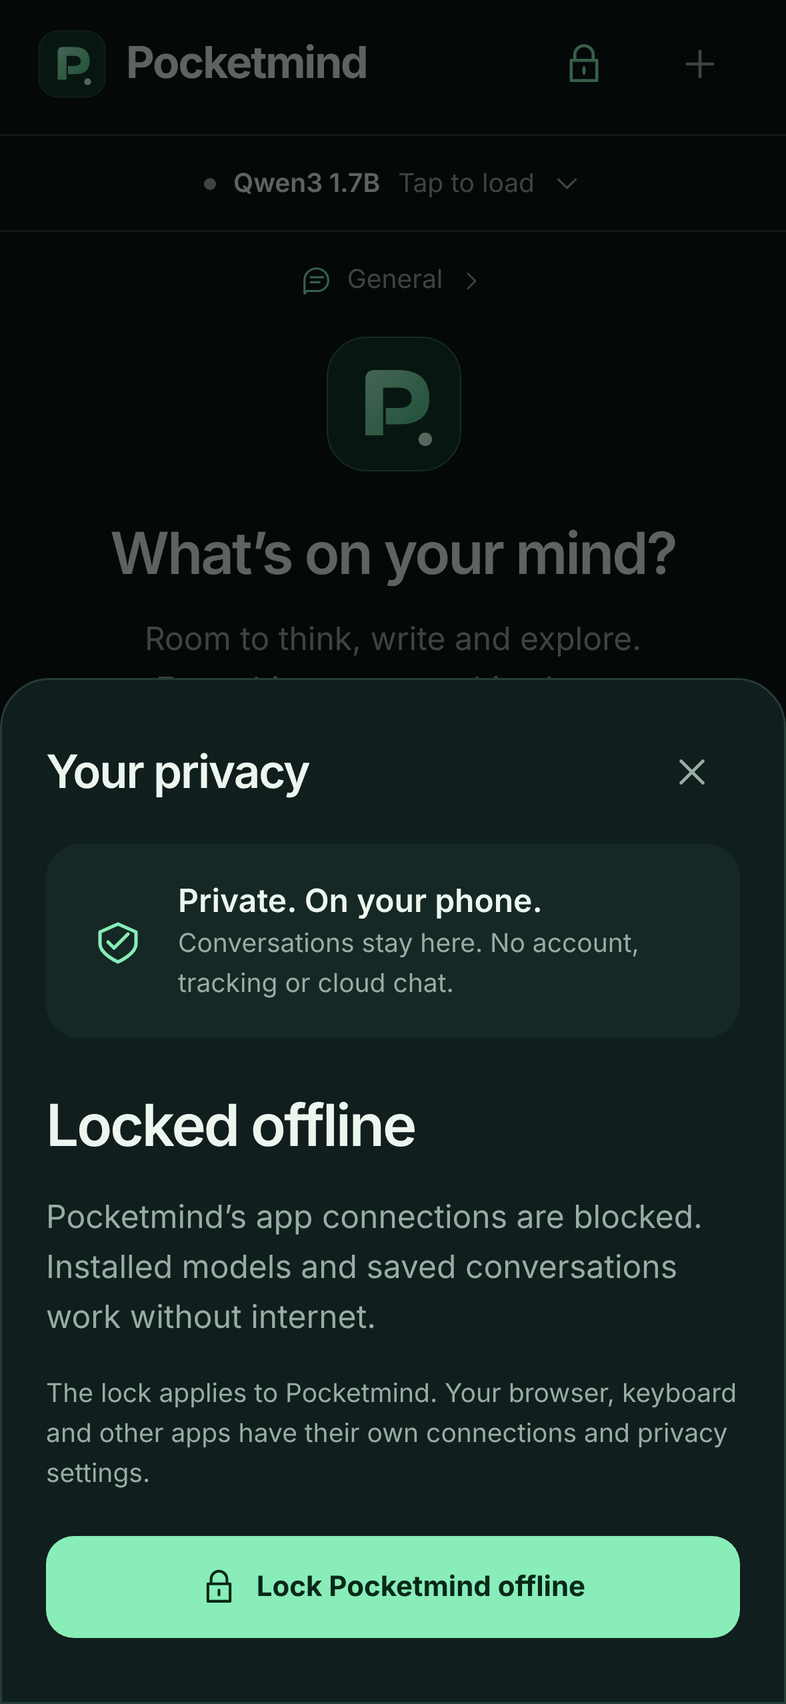 Pocketmind
Qwen3 1.7B Tap to load
General
What's on your mind?
Room to think, write and explore.
Your privacy
Private. On your phone.
Conversations stay here. No account,
tracking or cloud chat.
Locked offline
Pocketmind's app connections are blocked.
Installed models and saved conversations
work without internet.
The lock applies to Pocketmind. Your browser, keyboard
and other apps have their own connections and privacy
settings.
Lock Pocketmind offline